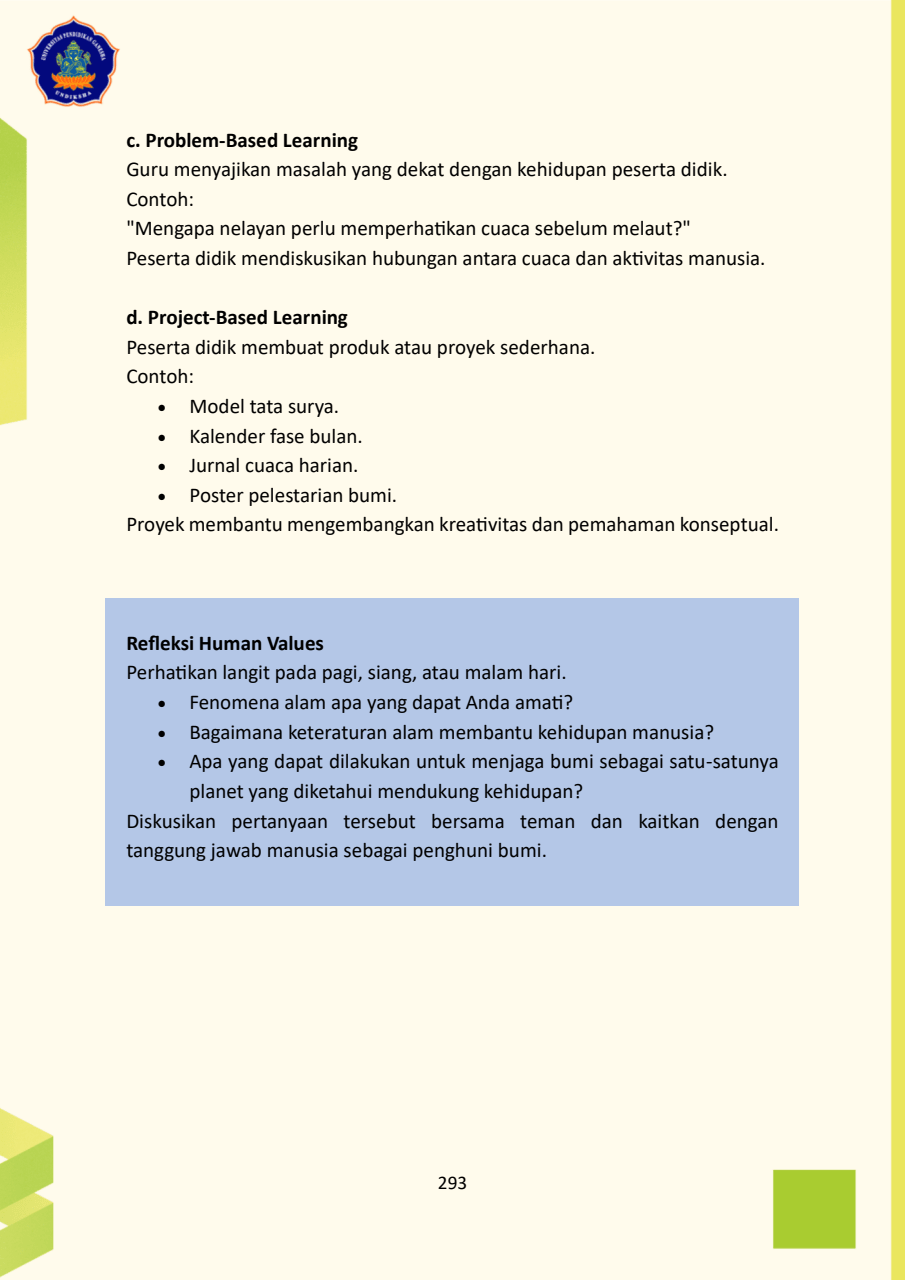 UNIVERSITAS PENDIDIKAN GANESHA
UNDIKSHA
c. Problem-Based Learning
Guru menyajikan masalah yang dekat dengan kehidupan peserta didik.
Contoh:
"Mengapa nelayan perlu memperhatikan cuaca sebelum melaut?"
Peserta didik mendiskusikan hubungan antara cuaca dan aktivitas manusia.
d. Project-Based Learning
Peserta didik membuat produk atau proyek sederhana.
Contoh:
• Model tata surya.
• Kalender fase bulan.
• Jurnal cuaca harian.
• Poster pelestarian bumi.
Proyek membantu mengembangkan kreativitas dan pemahaman konseptual.
Refleksi Human Values
Perhatikan langit pada pagi, siang, atau malam hari.
• Fenomena alam apa yang dapat Anda amati?
• Bagaimana keteraturan alam membantu kehidupan manusia?
• Apa yang dapat dilakukan untuk menjaga bumi sebagai satu-satunya
planet yang diketahui mendukung kehidupan?
Diskusikan pertanyaan tersebut bersama teman dan kaitkan dengan
tanggung jawab manusia sebagai penghuni bumi.
293